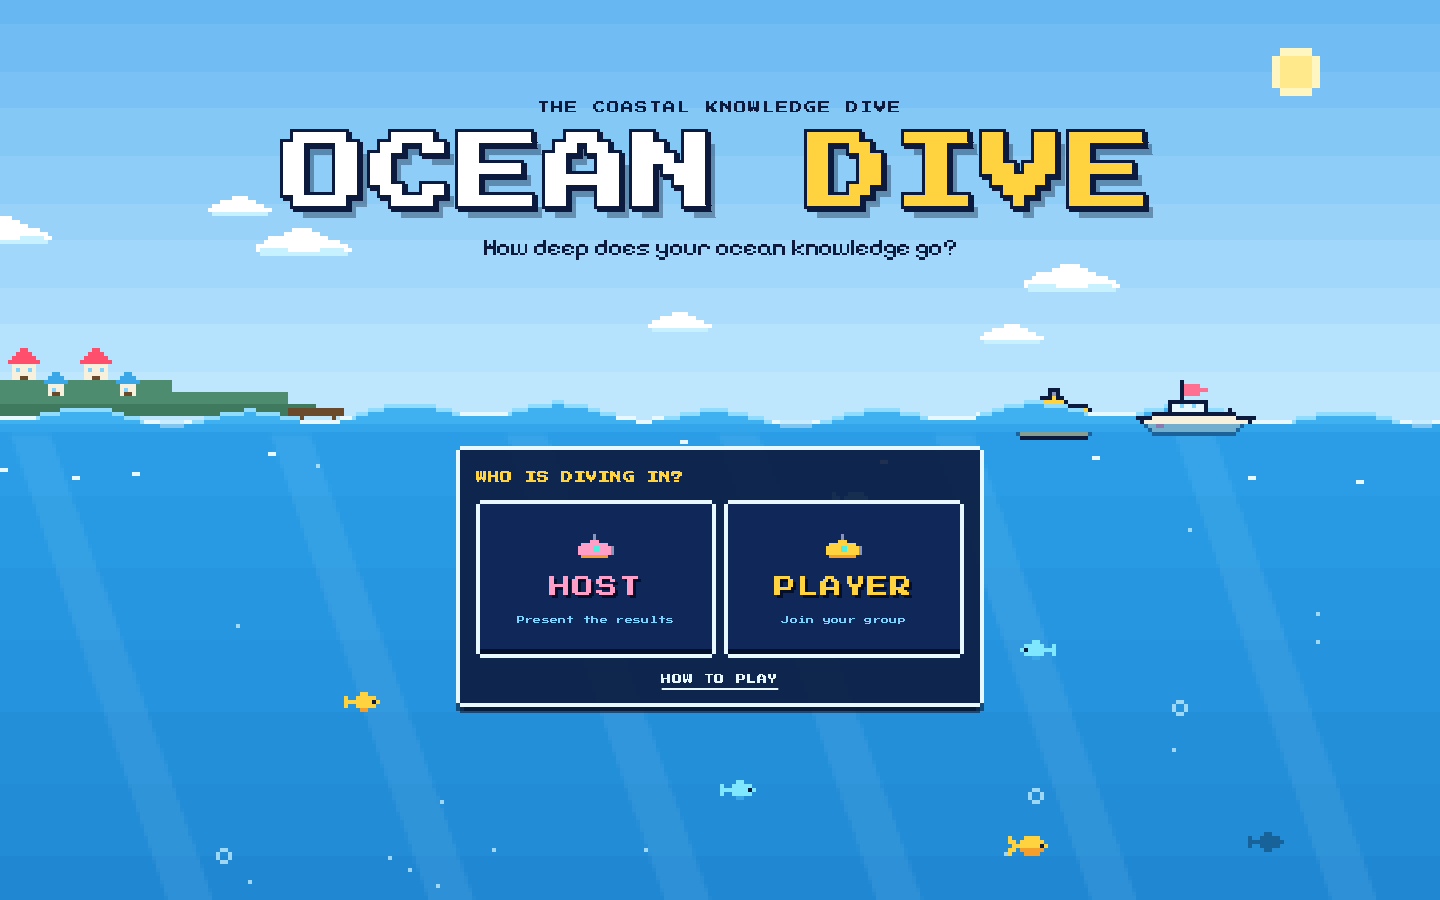 THE COASTAL KNOWLEDGE DIVE
OCEAN DIVE
How deep does your ocean knowledge go?
WHO IS DIVING IN?
HOST
Present the results
PLAYER
Join your group
HOW TO PLAY